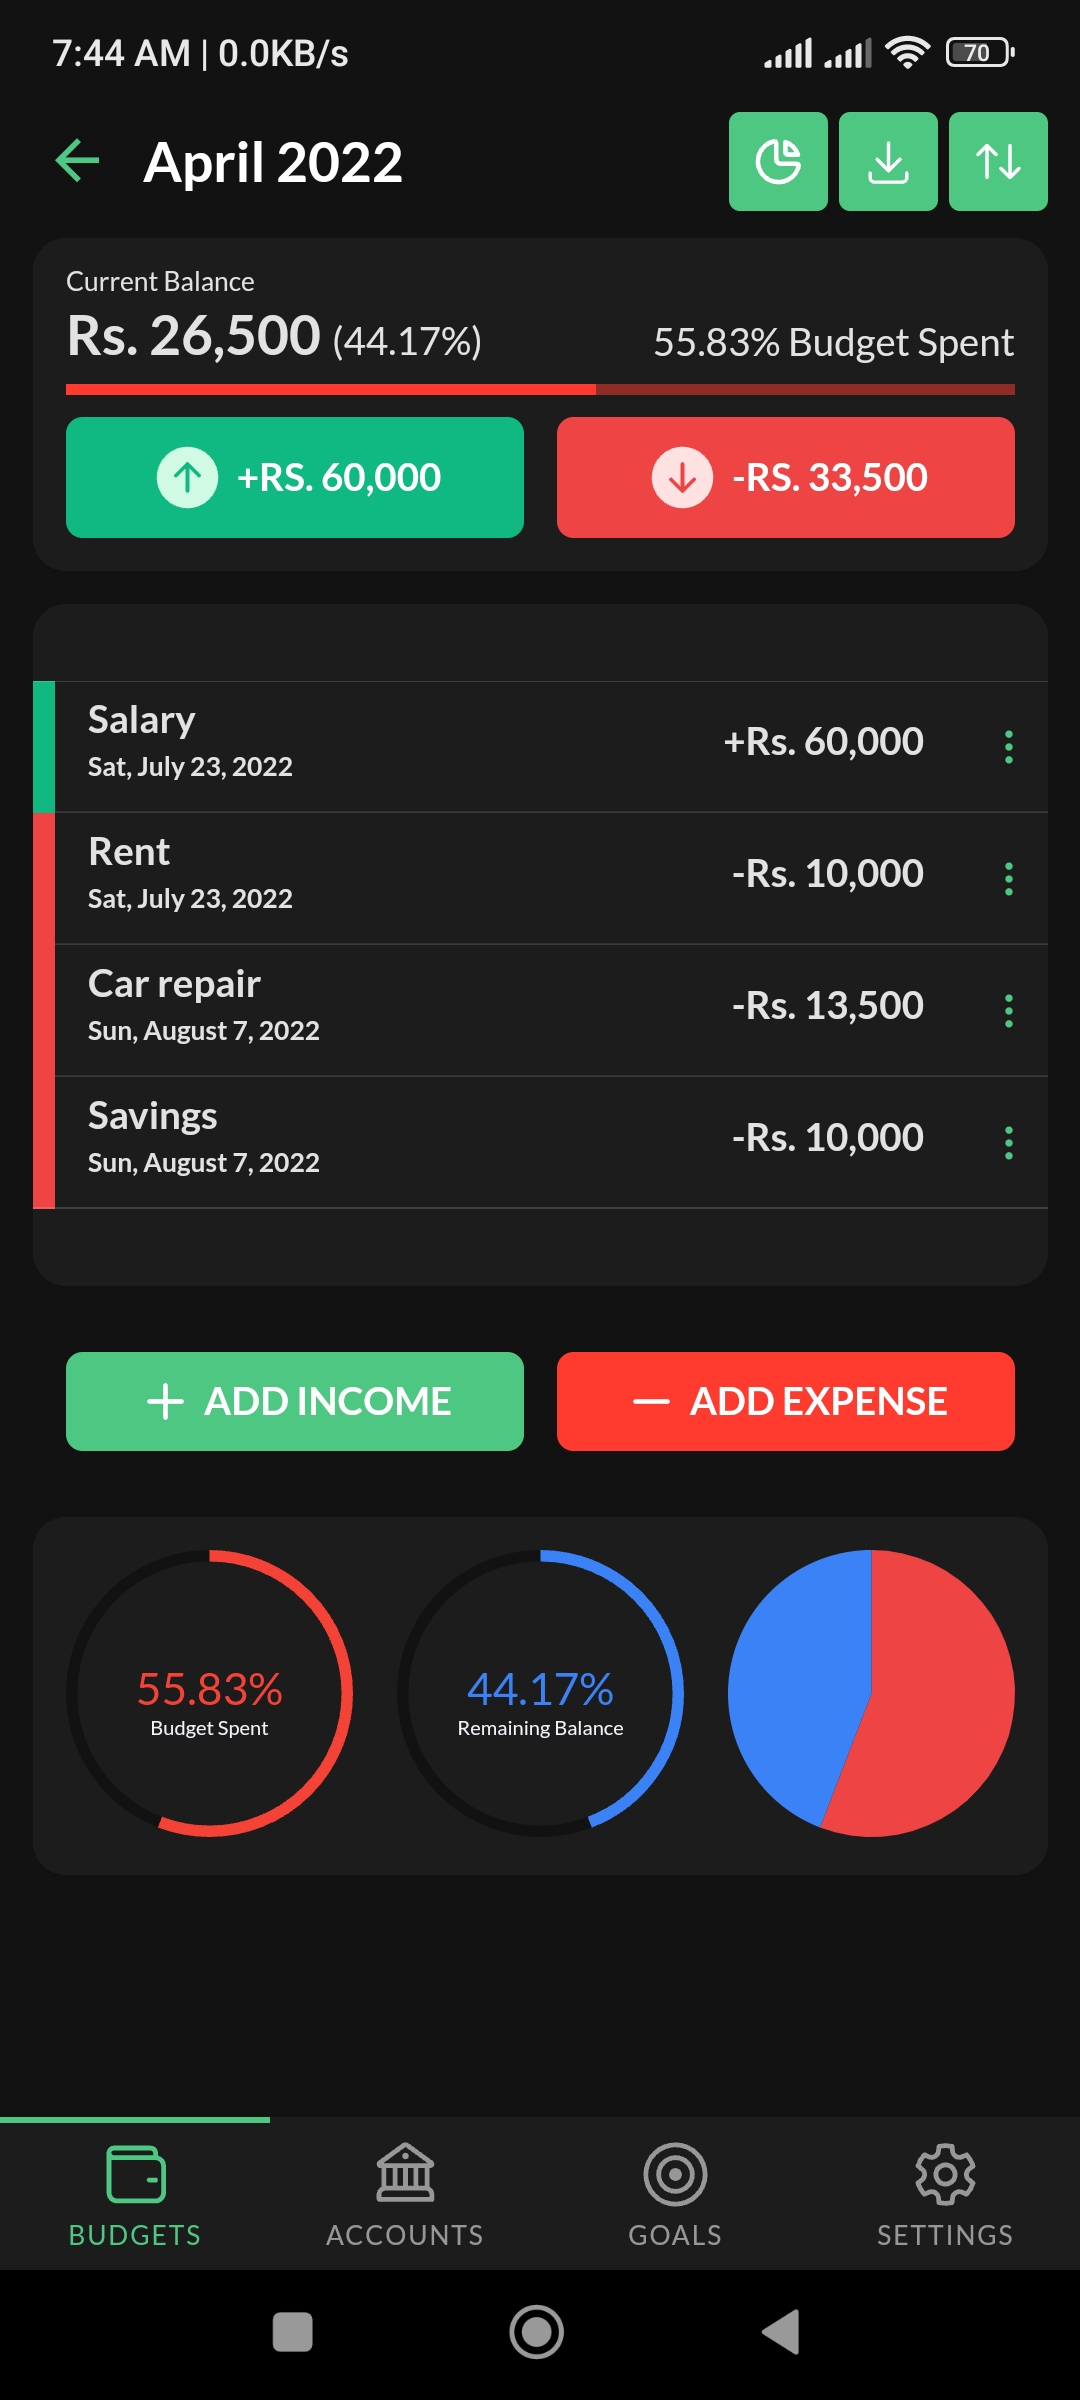 7:44 AM | 0.0KB/s
70
April 2022
Current Balance
Rs. 26,500 (44.17%)
55.83% Budget Spent
+RS. 60,000
-RS. 33,500
Salary
+Rs. 60,000
Sat, July 23, 2022
Rent
-Rs. 10,000
Sat, July 23, 2022
Car repair
-Rs. 13,500
Sun, August 7, 2022
Savings
-Rs. 10,000
Sun, August 7, 2022
ADD INCOME
ADD EXPENSE
55.83%
Budget Spent
44.17%
Remaining Balance
BUDGETS
ACCOUNTS
GOALS
SETTINGS